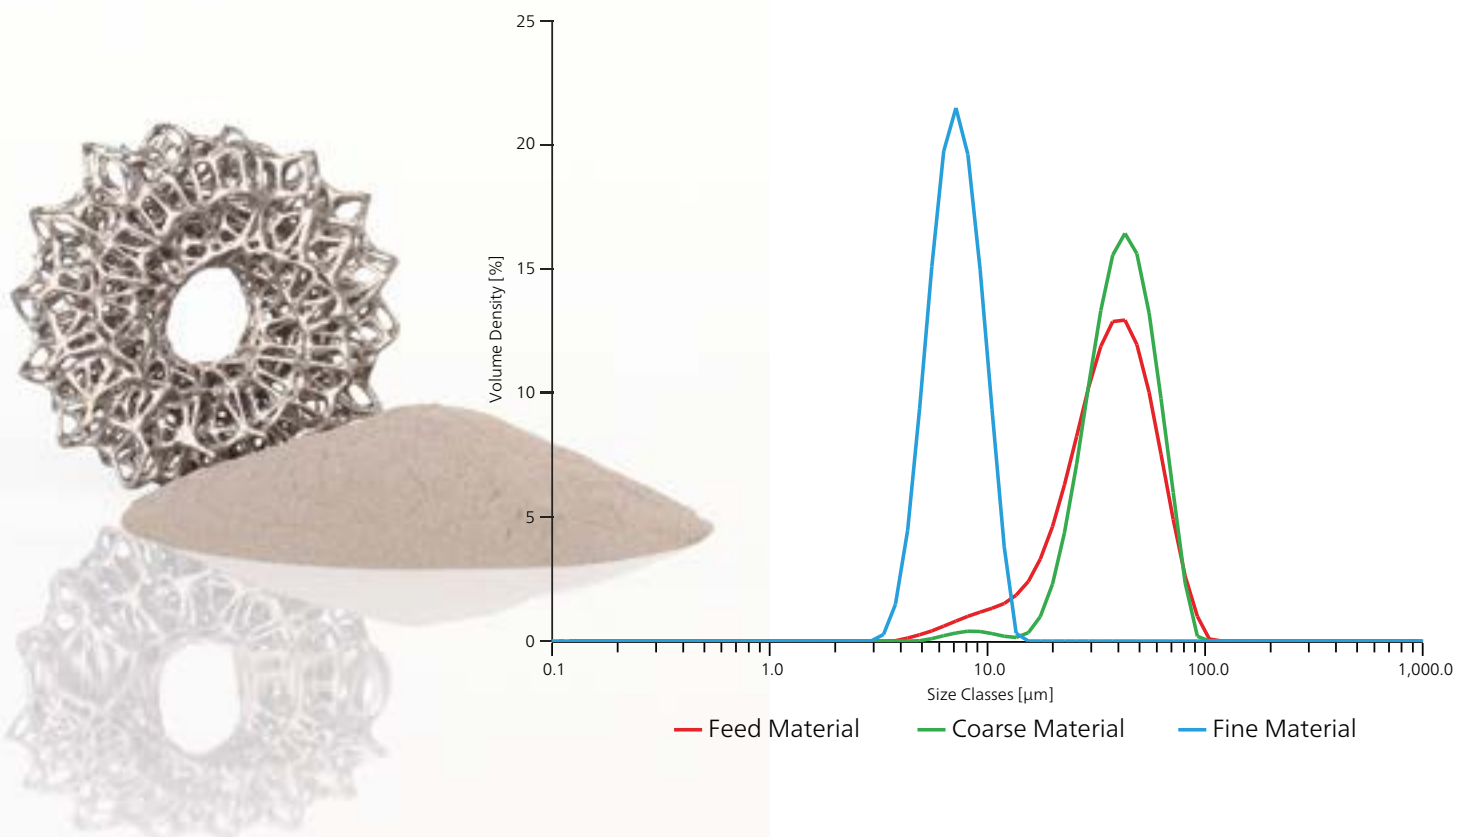 25
20
15
10
5
0
Volume Density [%]
0.1 1.0 10.0 100.0 1,000.0
Size Classes [µm]
Feed Material Coarse Material Fine Material